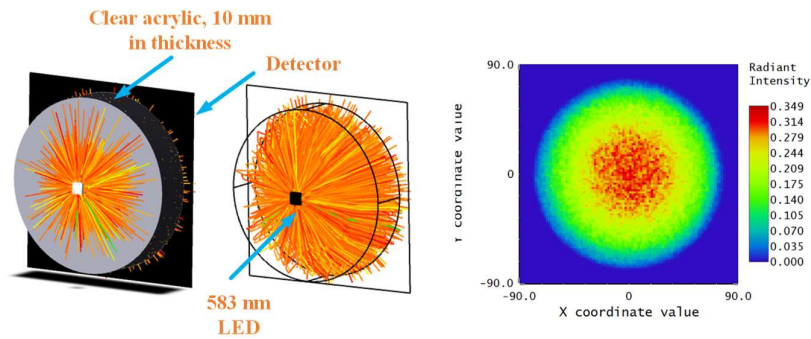 Clear acrylic, 10 mm
in thickness
Detector
583 nm
LED
90.0
0
-90.0
Y coordinate value
-90.0
0
90.0
X coordinate value
Radiant
Intensity
0.349
0.314
0.279
0.244
0.209
0.175
0.140
0.105
0.070
0.035
0.000